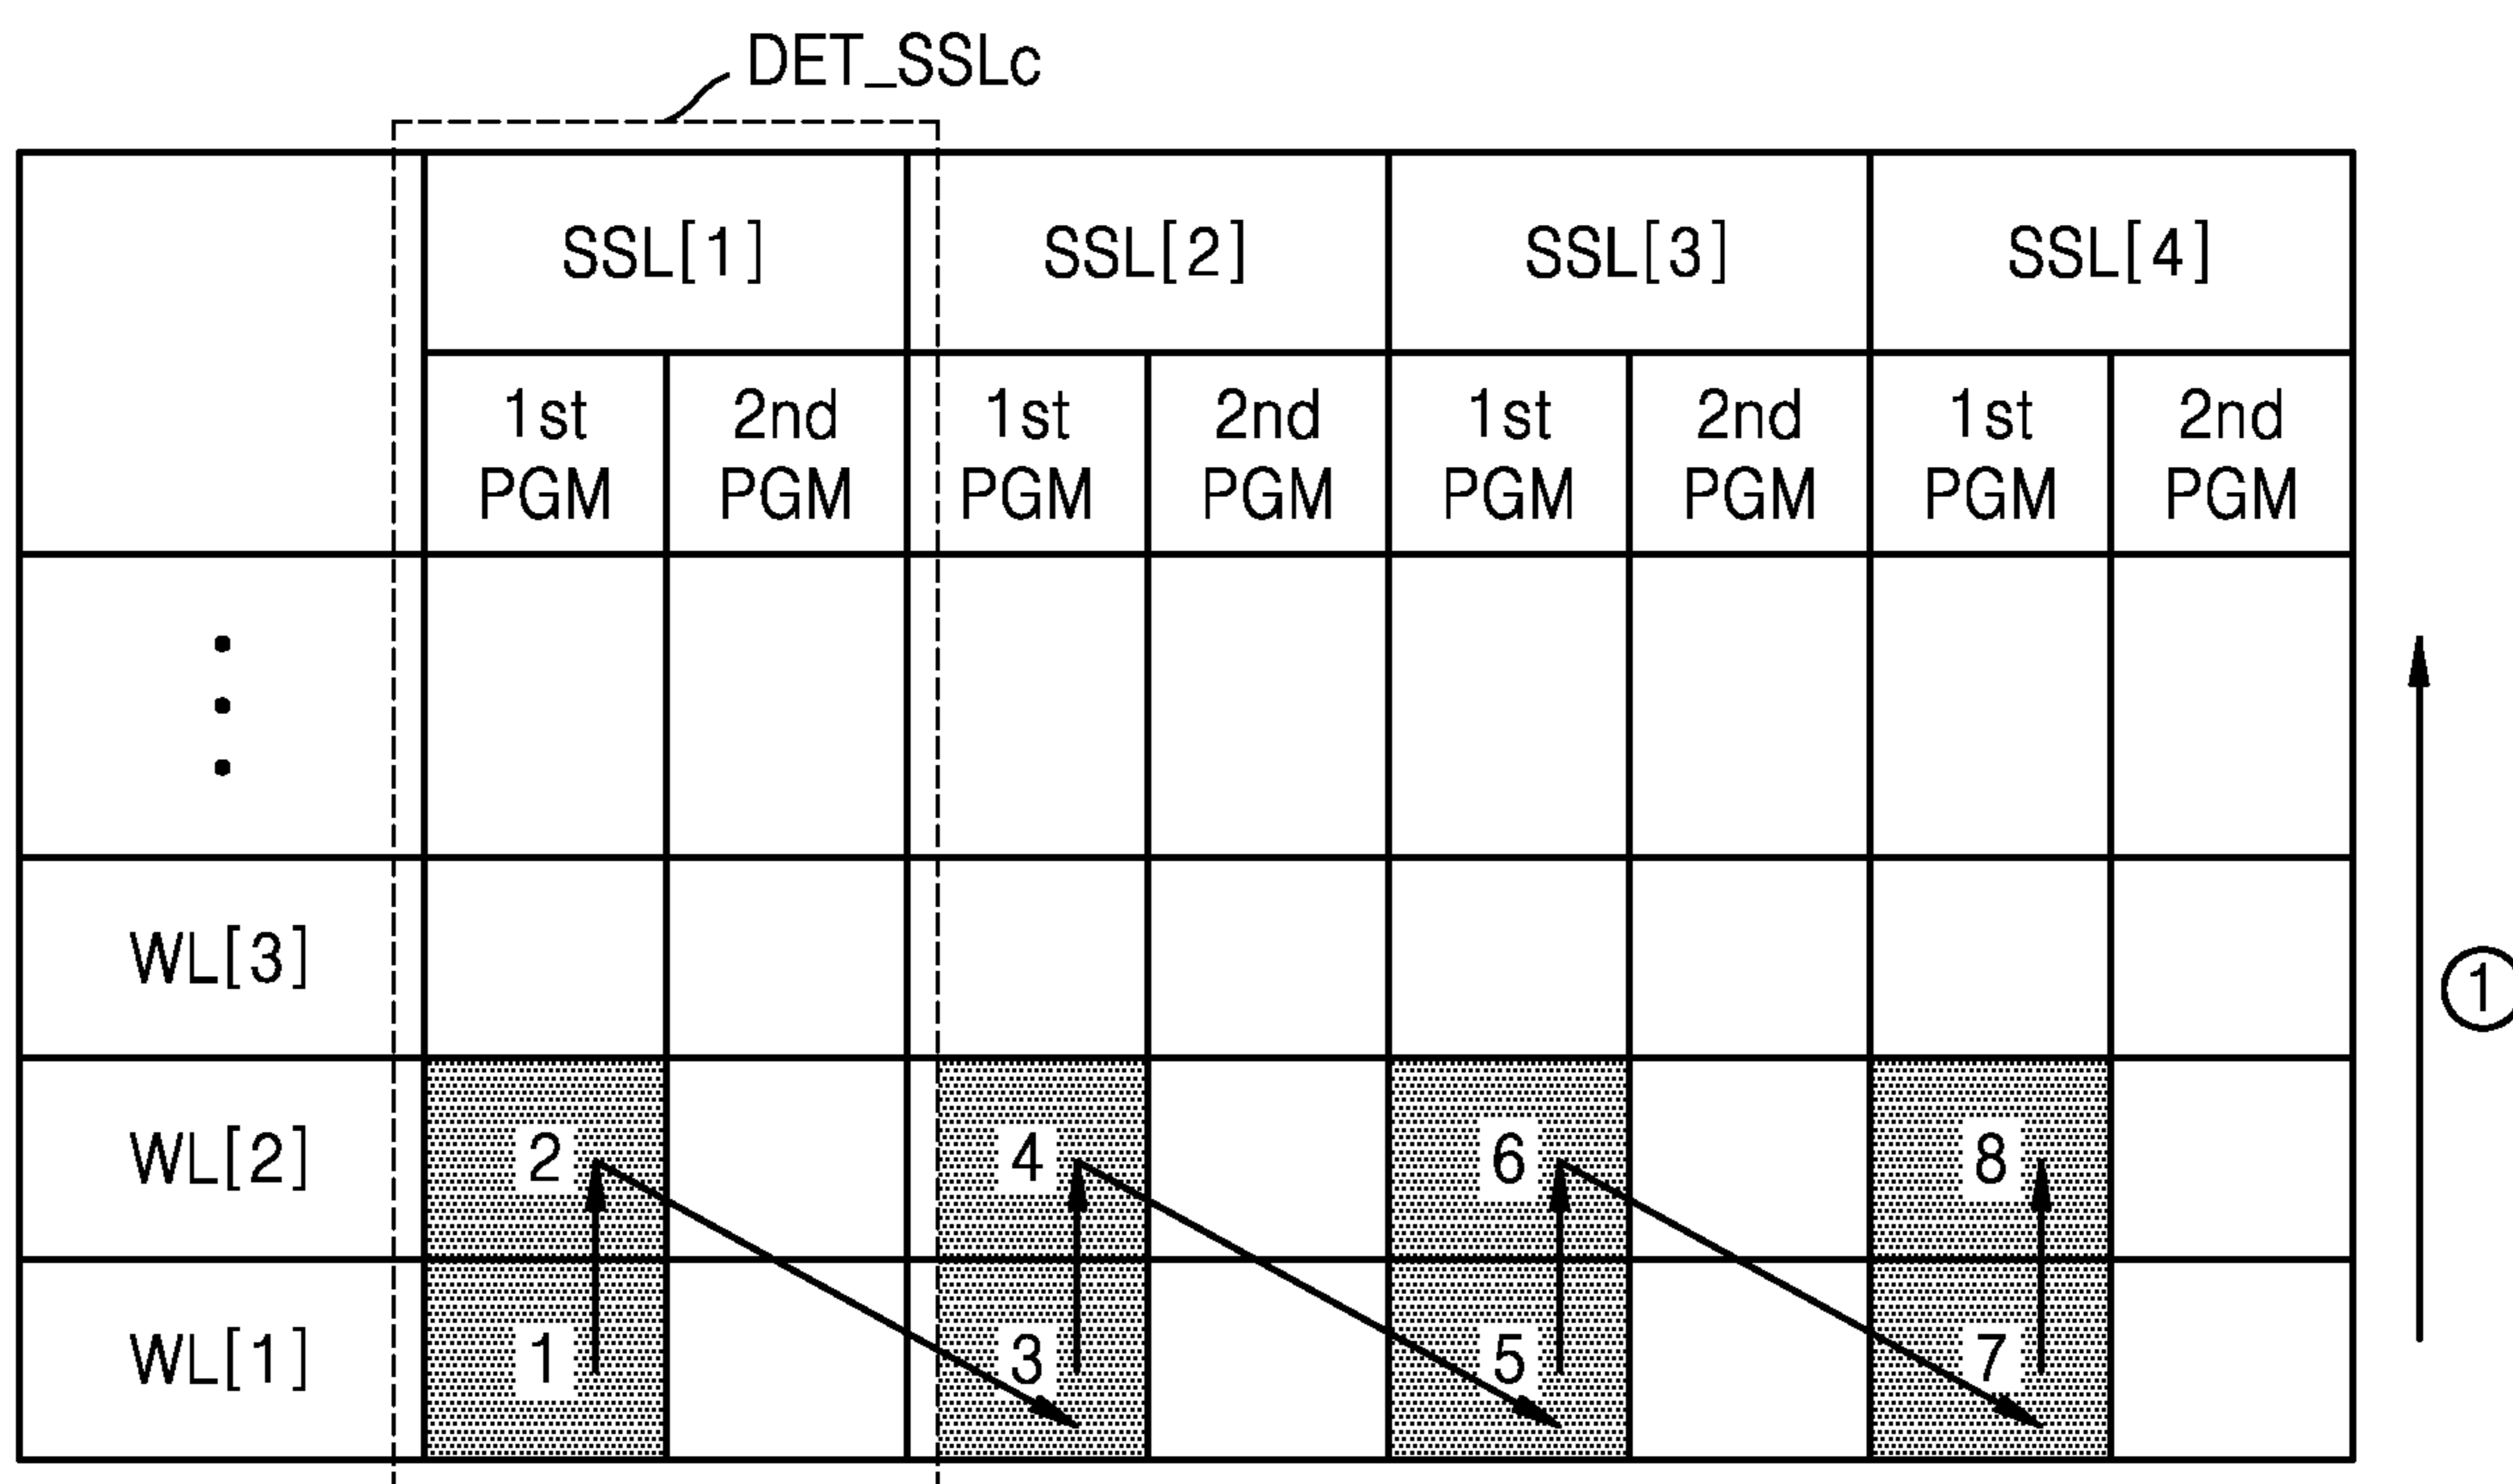 DET_SSLc
SSL[1] SSL[2] SSL[3] SSL[4]
1st PGM 2nd PGM 1st PGM 2nd PGM 1st PGM 2nd PGM 1st PGM 2nd PGM
WL[3]
①
WL[2] 2 4 6 8
WL[1] 1 3 5 7